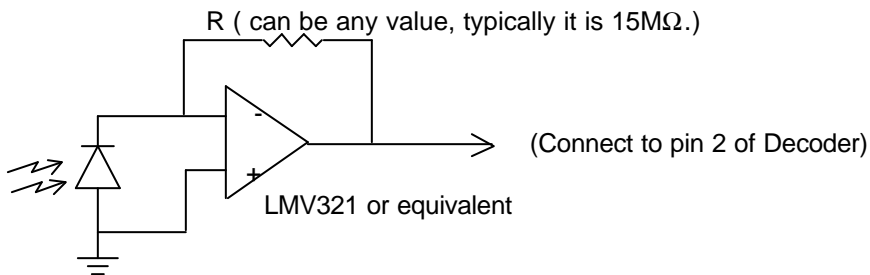 R ( can be any value, typically it is 15MΩ.)
-
(Connect to pin 2 of Decoder)
+
LMV321 or equivalent